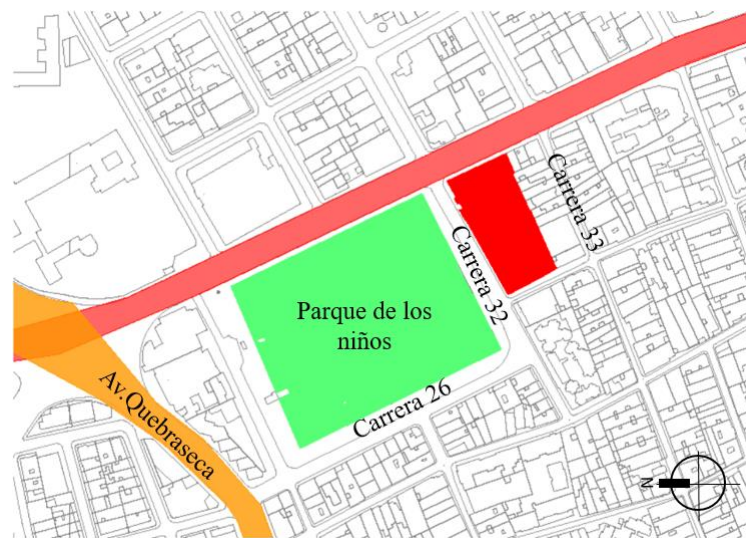 Parque de los
niños
Carrera 32
Carrera 33
Carrera 26
Av.Quebraseca
N